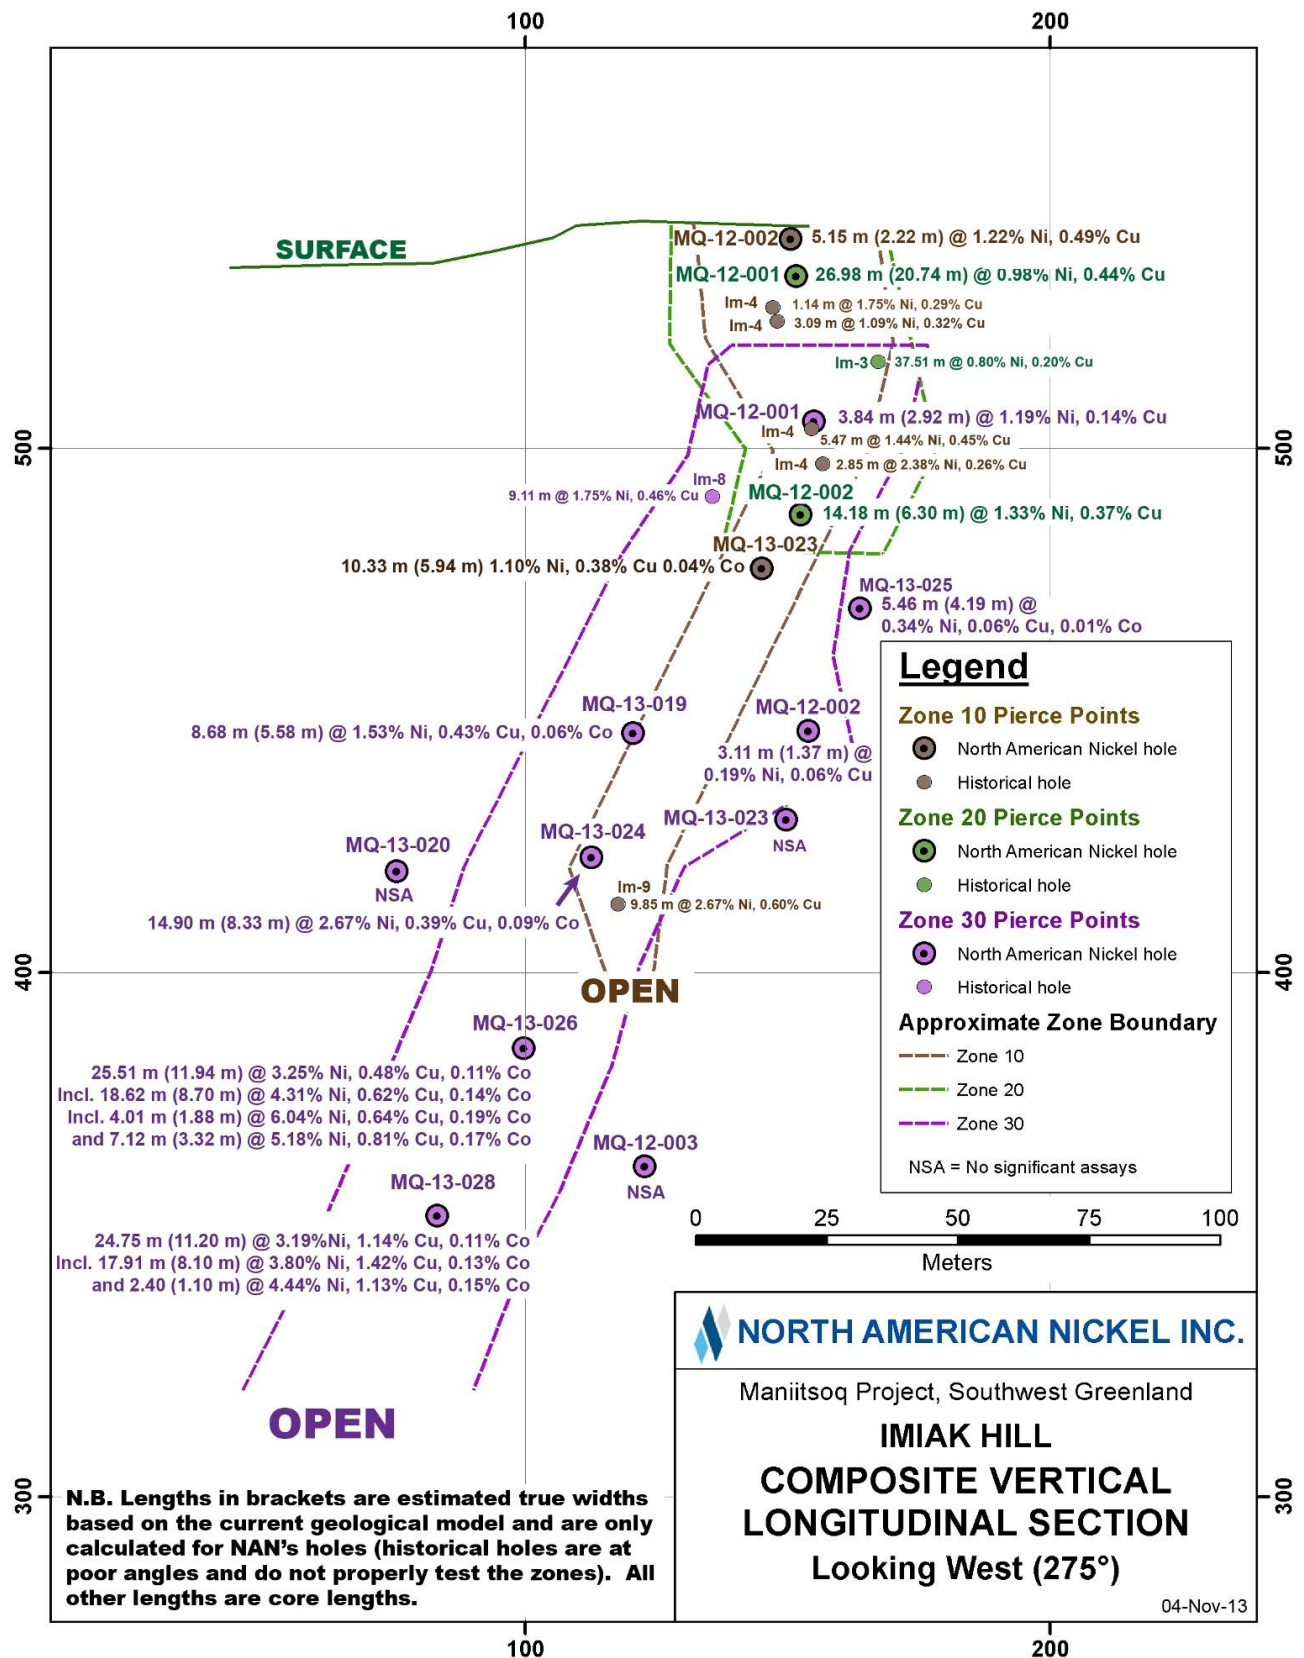 100
200
SURFACE
MQ-12-002
5.15 m (2.22 m) @ 1.22% Ni, 0.49% Cu
MQ-12-001
26.98 m (20.74 m) @ 0.98% Ni, 0.44% Cu
Im-4
1.14 m @ 1.75% Ni, 0.29% Cu
Im-4
3.09 m @ 1.09% Ni, 0.32% Cu
Im-3
37.51 m @ 0.80% Ni, 0.20% Cu
MQ-12-001
3.84 m (2.92 m) @ 1.19% Ni, 0.14% Cu
Im-4
5.47 m @ 1.44% Ni, 0.45% Cu
500
500
Im-4
2.85 m @ 2.38% Ni, 0.26% Cu
Im-8
9.11 m @ 1.75% Ni, 0.46% Cu
MQ-12-002
14.18 m (6.30 m) @ 1.33% Ni, 0.37% Cu
MQ-13-023
10.33 m (5.94 m) 1.10% Ni, 0.38% Cu 0.04% Co
MQ-13-025
5.46 m (4.19 m) @
0.34% Ni, 0.06% Cu, 0.01% Co
MQ-13-019
8.68 m (5.58 m) @ 1.53% Ni, 0.43% Cu, 0.06% Co
MQ-12-002
3.11 m (1.37 m) @
0.19% Ni, 0.06% Cu
MQ-13-023
NSA
MQ-13-024
14.90 m (8.33 m) @ 2.67% Ni, 0.39% Cu, 0.09% Co
MQ-13-020
NSA
Im-9
9.85 m @ 2.67% Ni, 0.60% Cu
400
400
OPEN
MQ-13-026
25.51 m (11.94 m) @ 3.25% Ni, 0.48% Cu, 0.11% Co
Incl. 18.62 m (8.70 m) @ 4.31% Ni, 0.62% Cu, 0.14% Co
Incl. 4.01 m (1.88 m) @ 6.04% Ni, 0.64% Cu, 0.19% Co
and 7.12 m (3.32 m) @ 5.18% Ni, 0.81% Cu, 0.17% Co
MQ-12-003
NSA
MQ-13-028
24.75 m (11.20 m) @ 3.19%Ni, 1.14% Cu, 0.11% Co
Incl. 17.91 m (8.10 m) @ 3.80% Ni, 1.42% Cu, 0.13% Co
and 2.40 (1.10 m) @ 4.44% Ni, 1.13% Cu, 0.15% Co
OPEN
Legend
Zone 10 Pierce Points
North American Nickel hole
Historical hole
Zone 20 Pierce Points
North American Nickel hole
Historical hole
Zone 30 Pierce Points
North American Nickel hole
Historical hole
Approximate Zone Boundary
Zone 10
Zone 20
Zone 30
NSA = No significant assays
0 25 50 75 100
Meters
NORTH AMERICAN NICKEL INC.
Maniitsoq Project, Southwest Greenland
IMIAK HILL
COMPOSITE VERTICAL
LONGITUDINAL SECTION
Looking West (275°)
04-Nov-13
300
300
N.B. Lengths in brackets are estimated true widths
based on the current geological model and are only
calculated for NAN's holes (historical holes are at
poor angles and do not properly test the zones). All
other lengths are core lengths.
100
200